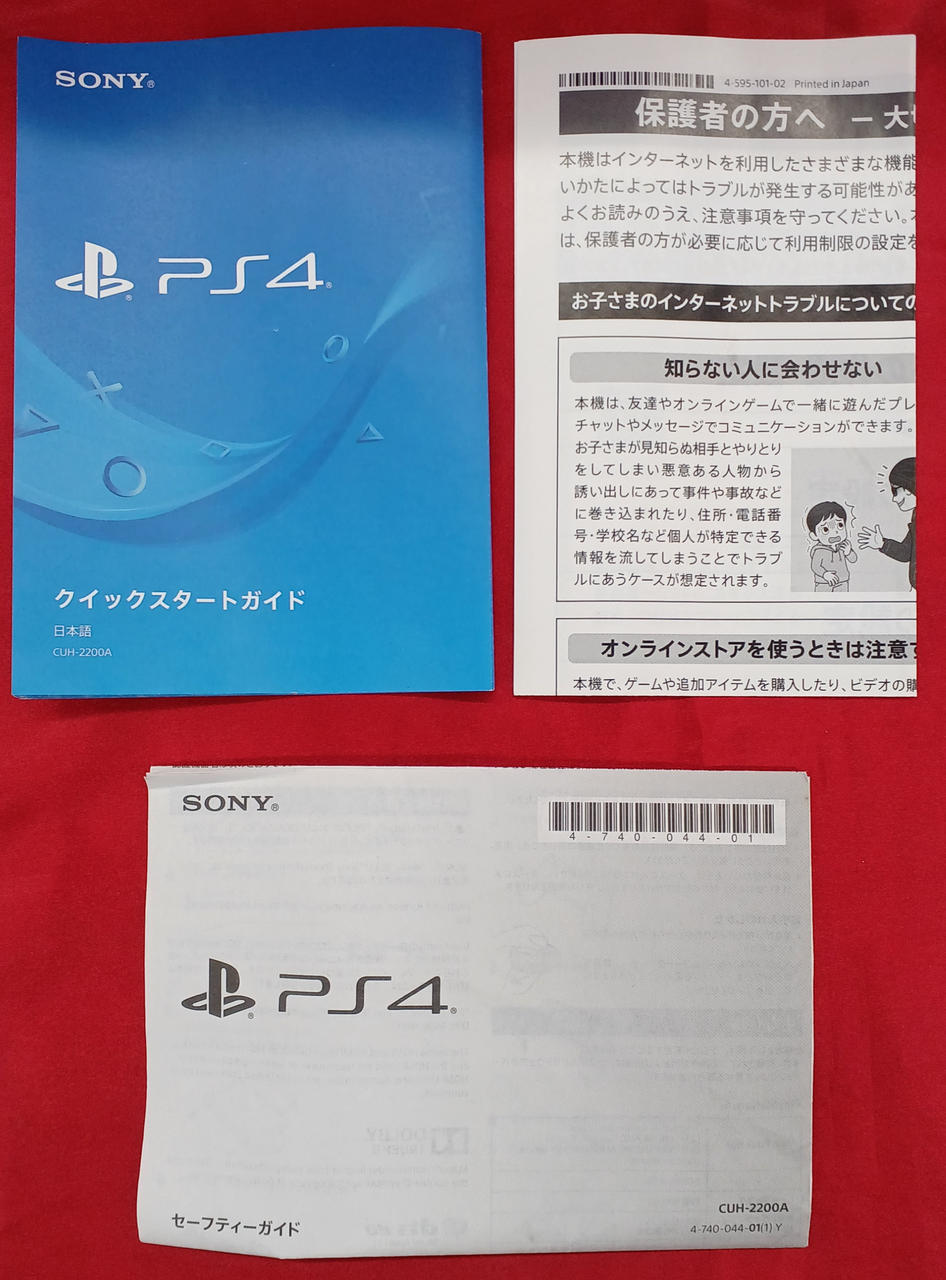 SONY®
PS4®
クイックスタートガイド
日本語
CUH-2200A
4-595-101-02 Printed in Japan
保護者の方へ ー 大
本機はインターネットを利用したさまざまな機能
いかたによってはトラブルが発生する可能性があ
よくお読みのうえ、注意事項を守ってください。
は、保護者の方が必要に応じて利用制限の設定を
お子さまのインターネットトラブルについての
知らない人に会わせない
本機は、友達やオンラインゲームで一緒に遊んだプレ
チャットやメッセージでコミュニケーションができます。
お子さまが見知らぬ相手とやりとり
をしてしまい悪意ある人物から
誘い出しにあって事件や事故など
に巻き込まれたり、住所・電話番
号・学校名など個人が特定できる
情報を流してしまうことでトラブ
ルにあうケースが想定されます。
オンラインストアを使うときは注意す
本機で、ゲームや追加アイテムを購入したり、ビデオの購
SONY®
4-740-044-01
PS4®
セーフティーガイド
CUH-2200A
4-740-044-01(1) Y